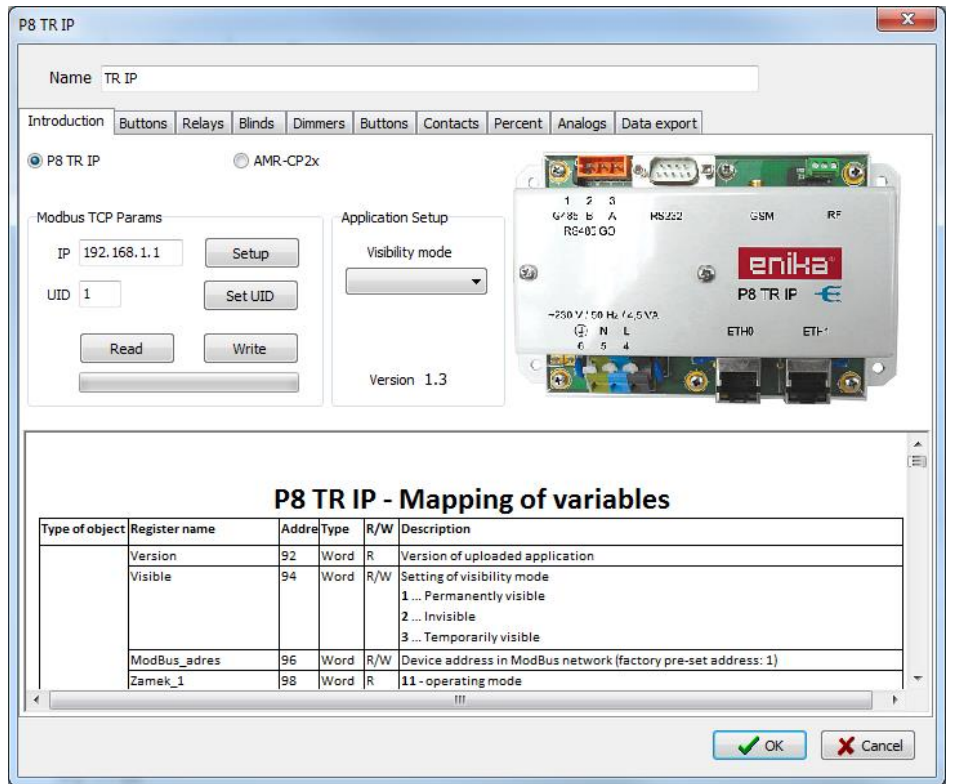 P8 TR IP
Name TR IP
Introduction Buttons Relays Blinds Dimmers Buttons Contacts Percent Analogs Data export
P8 TR IP AMR-CP2x
Modbus TCP Params
IP 192.168.1.1 Setup
UID 1 Set UID
Read Write
Application Setup
Visibility mode
Version 1.3
1 2 3
B A RS232 GSM RF
enika
P8 TR IP
N L ETH0
6 5 4
P8 TR IP - Mapping of variables
Type of object Register name Addre Type R/W Description
Version 92 Word R Version of uploaded application
Visible 94 Word R/W Setting of visibility mode
1 ... Permanently visible
2 ... Invisible
3 ... Temporarily visible
ModBus_adres 96 Word R/W Device address in ModBus network (factory pre-set address: 1)
Zamek_1 98 Word R 11 - operating mode
OK Cancel